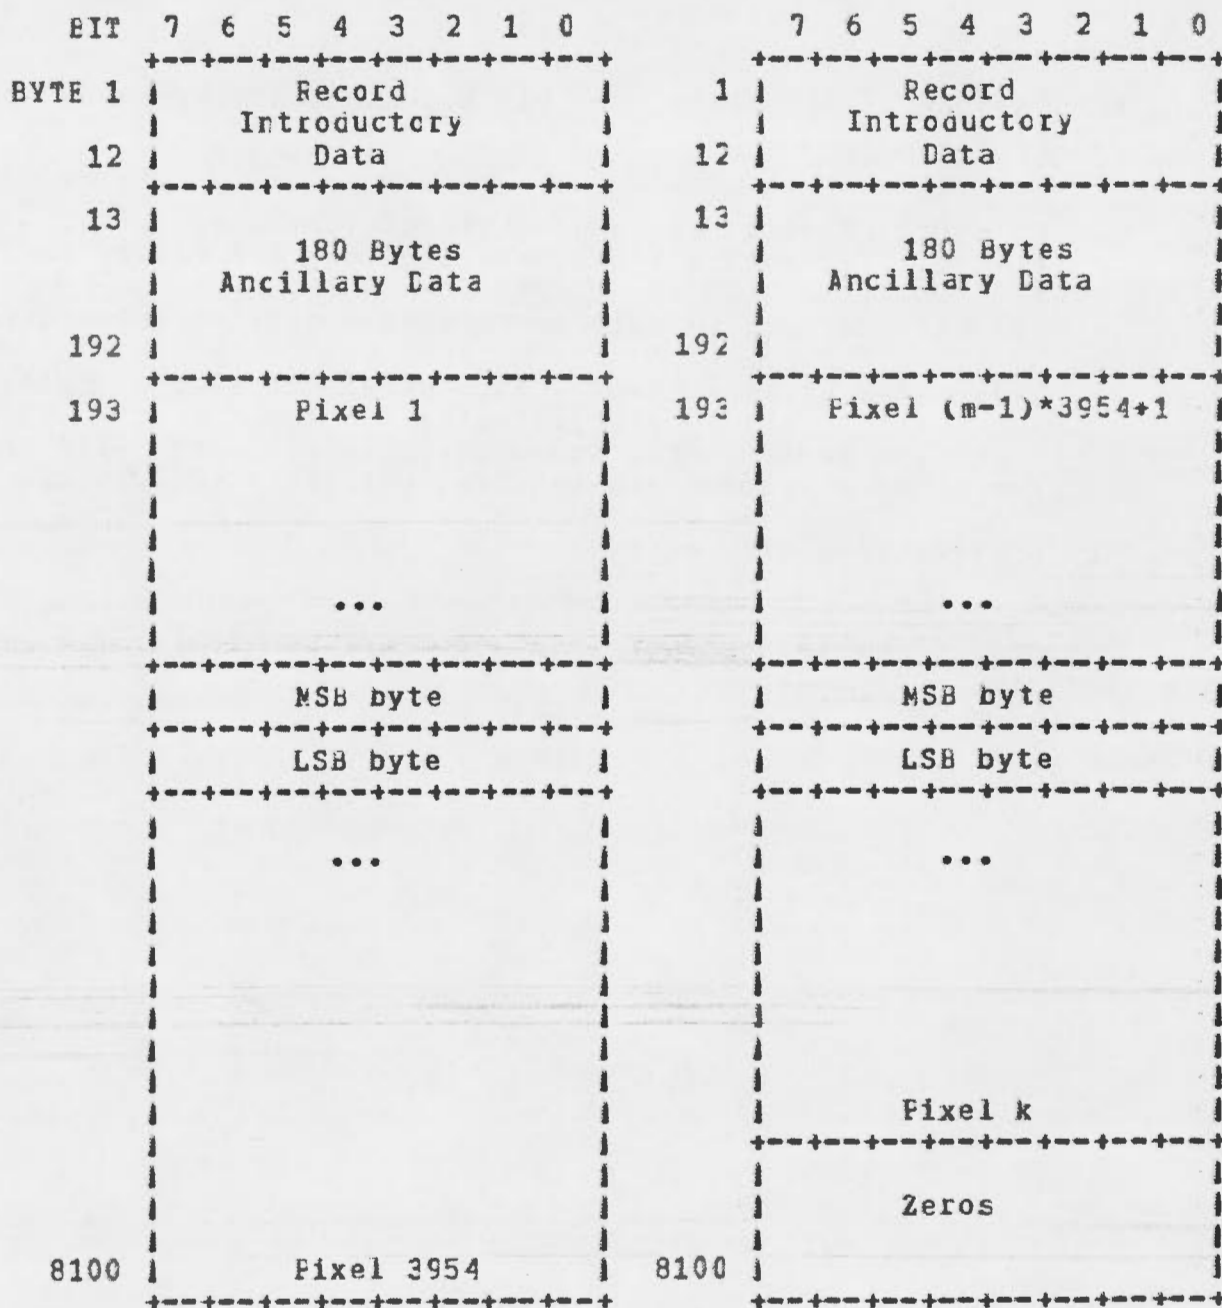 BIT 7 6 5 4 3 2 1 0 7 6 5 4 3 2 1 0
+--+--+--+--+--+--+--+--+ +--+--+--+--+--+--+--+--+
BYTE 1 | Record | 1 | Record |
| Introductory | | Introductory |
12 | Data | 12 | Data |
+--+--+--+--+--+--+--+--+ +--+--+--+--+--+--+--+--+
13 | | 13 | |
| 180 Bytes | | 180 Bytes |
| Ancillary Data | | Ancillary Data |
192 | | 192 | |
+--+--+--+--+--+--+--+--+ +--+--+--+--+--+--+--+--+
193 | Pixel 1 | 193 | Pixel (m-1)*3954+1 |
| ... | | ... |
+--+--+--+--+--+--+--+--+ +--+--+--+--+--+--+--+--+
| MSB byte | | MSB byte |
+--+--+--+--+--+--+--+--+ +--+--+--+--+--+--+--+--+
| LSB byte | | LSB byte |
+--+--+--+--+--+--+--+--+ +--+--+--+--+--+--+--+--+
| ... | | ... |
| | | Pixel k |
| | +--+--+--+--+--+--+--+--+
| | | Zeros |
8100 | Pixel 3954 | 8100 | |
+--+--+--+--+--+--+--+--+ +--+--+--+--+--+--+--+--+